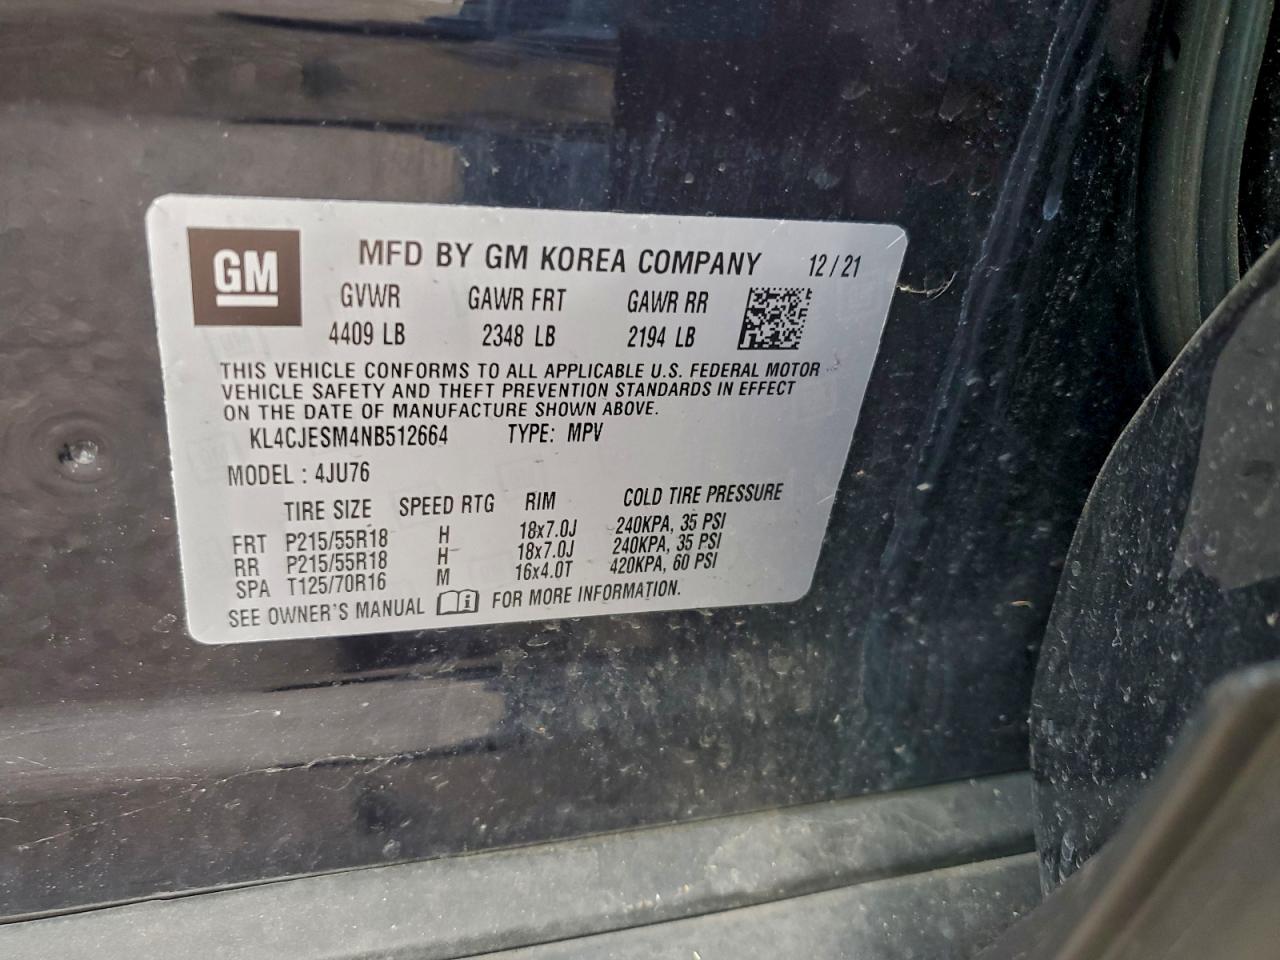 GM MFD BY GM KOREA COMPANY 12/21
GVWR GAWR FRT GAWR RR
4409 LB 2348 LB 2194 LB
THIS VEHICLE CONFORMS TO ALL APPLICABLE U.S. FEDERAL MOTOR
VEHICLE SAFETY AND THEFT PREVENTION STANDARDS IN EFFECT
ON THE DATE OF MANUFACTURE SHOWN ABOVE.
KL4CJESM4NB512664 TYPE: MPV
MODEL : 4JU76
TIRE SIZE SPEED RTG RIM COLD TIRE PRESSURE
FRT P215/55R18 H 18x7.0J 240KPA, 35 PSI
RR P215/55R18 H 18x7.0J 240KPA, 35 PSI
SPA T125/70R16 M 16x4.0T 420KPA, 60 PSI
SEE OWNER'S MANUAL i FOR MORE INFORMATION.